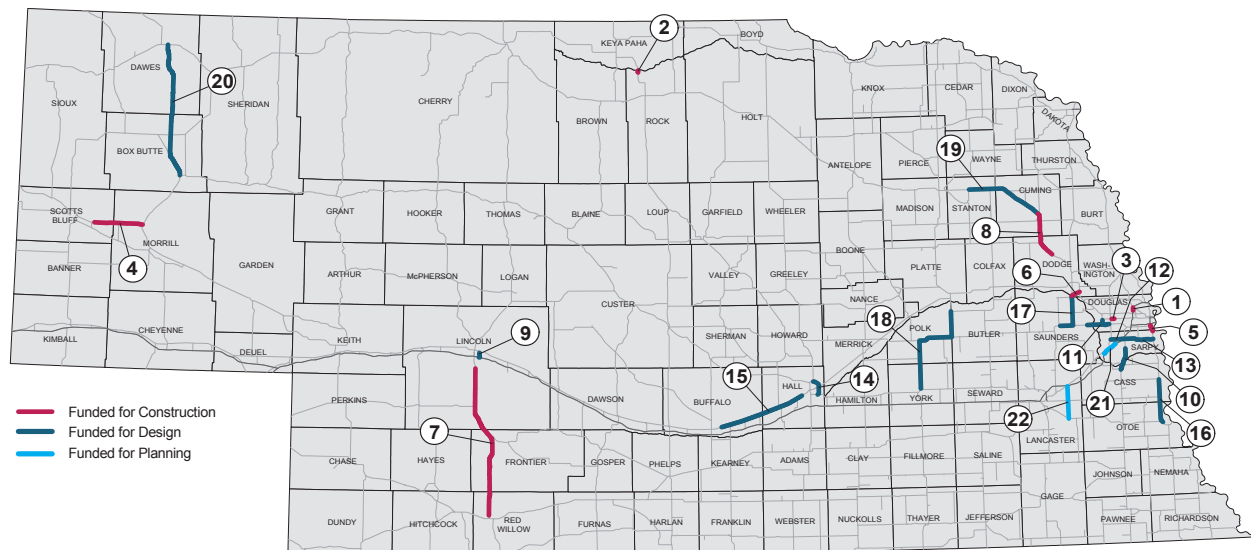 2
BOYD
KEYA PAHA
DAWES
20
KNOX
CEDAR
DIXON
SIOUX
SHERIDAN
CHERRY
BROWN
ROCK
HOLT
DAKOTA
BOX BUTTE
19
ANTELOPE
PIERCE
WAYNE
THURSTON
SCOTTS
BLUFF
GRANT
HOOKER
THOMAS
BLAINE
LOUP
GARFIELD
WHEELER
MADISON
STANTON
CUMING
BURT
MORRILL
8
4
BANNER
GARDEN
ARTHUR
McPHERSON
LOGAN
VALLEY
GREELEY
BOONE
PLATTE
COLFAX
DODGE
WASH-
INGTON
3
12
6
CUSTER
NANCE
DOUGLAS
1
CHEYENNE
KIMBALL
DEUEL
KEITH
LINCOLN
9
SHERMAN
HOWARD
MERRICK
18
POLK
BUTLER
SAUNDERS
17
5
11
SARPY
13
15
HALL
14
CASS
PERKINS
DAWSON
BUFFALO
HAMILTON
YORK
SEWARD
22
21
10
Funded for Construction
Funded for Design
Funded for Planning
7
LANCASTER
OTOE
16
CHASE
HAYES
FRONTIER
GOSPER
PHELPS
KEARNEY
ADAMS
CLAY
FILLMORE
SALINE
JOHNSON
NEMAHA
GAGE
DUNDY
HITCHCOCK
RED
WILLOW
FURNAS
HARLAN
FRANKLIN
WEBSTER
NUCKOLLS
THAYER
JEFFERSON
PAWNEE
RICHARDSON